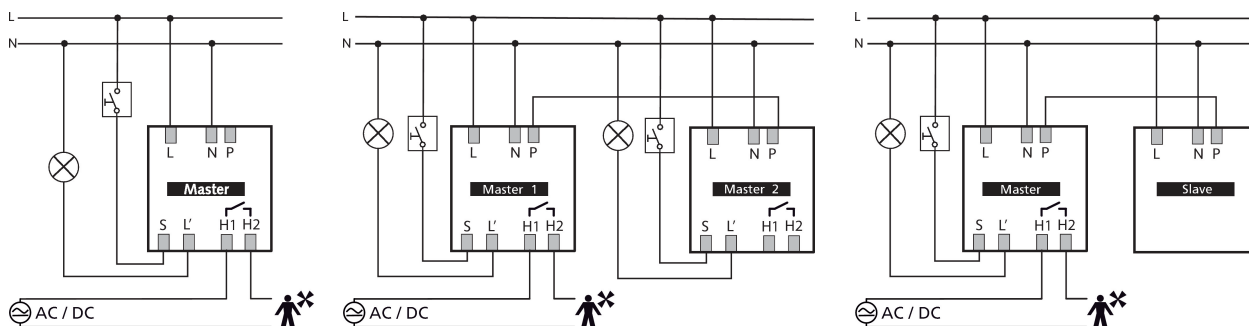 L
N
L N P
Master
S L' H1 H2
AC / DC
L
N
L N P
Master 1
S L' H1 H2
L N P
Master 2
S L' H1 H2
AC / DC
L
N
L N P
Master
S L' H1 H2
L N P
Slave
AC / DC